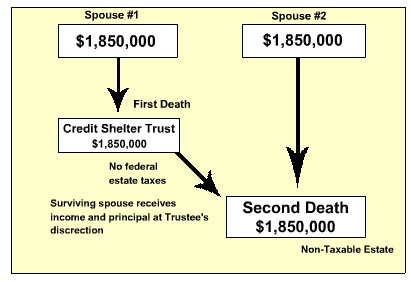 Spouse #1
Spouse #2
$1,850,000
$1,850,000
First Death
Credit Shelter Trust
$1,850,000
No federal
estate taxes
Surviving spouse receives
income and principal at Trustee's
discrection
Second Death
$1,850,000
Non-Taxable Estate